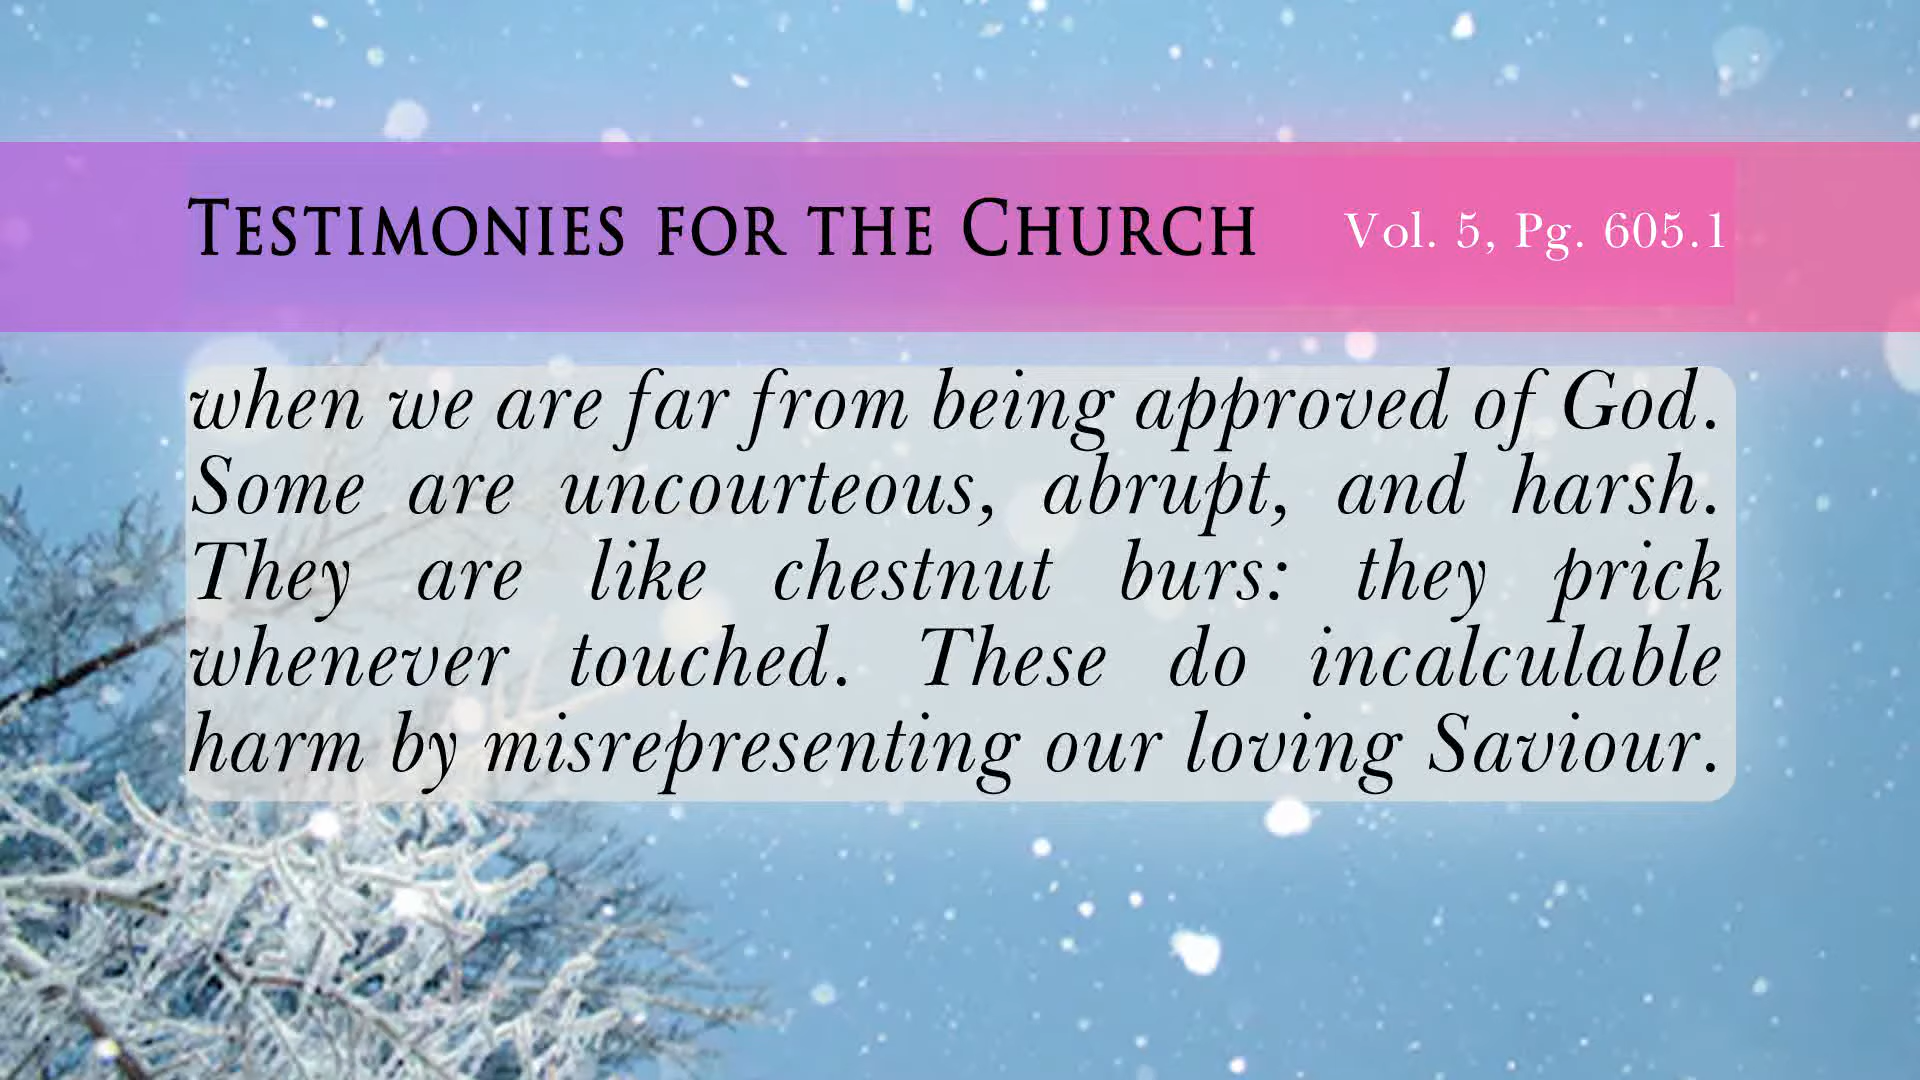 Testimonies for the Church Vol. 5, Pg. 605.1
when we are far from being approved of God.
Some are uncourteous, abrupt, and harsh.
They are like chestnut burs: they prick
whenever touched. These do incalculable
harm by misrepresenting our loving Saviour.